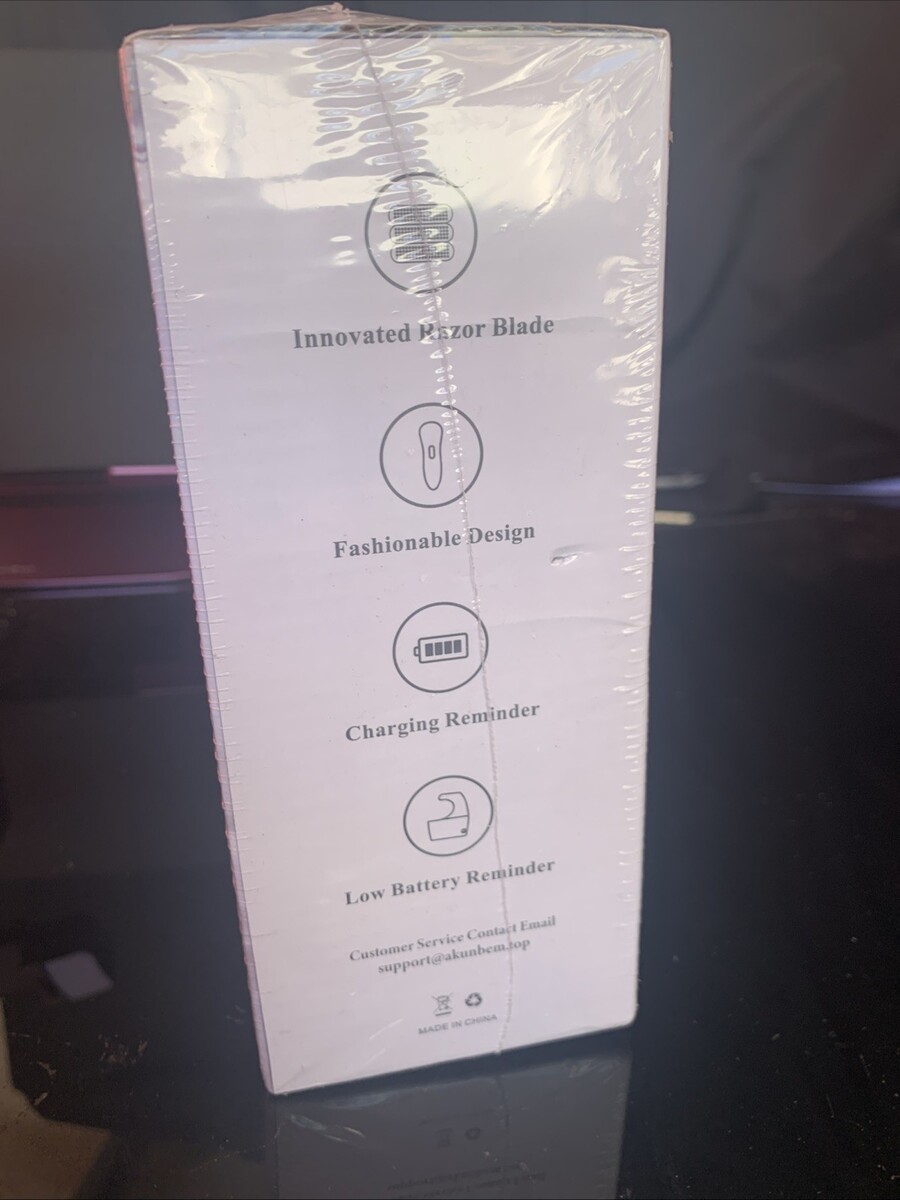 Innovated Razor Blade
Fashionable Design
Charging Reminder
Low Battery Reminder
Customer Service Contact Email
support@akunbem.top
MADE IN CHINA